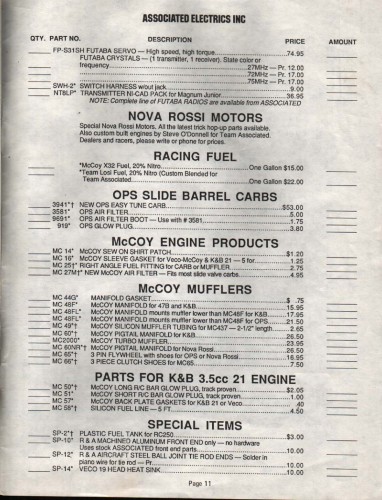 ASSOCIATED ELECTRICS INC
QTY. PART NO. DESCRIPTION PRICE AMOUNT
FP-S31SH FUTABA SERVO — High speed, high torque 74.95
FUTABA CRYSTALS — (1 transmitter, 1 receiver). State color or
frequency. 27MHz — Pr. 12.00
72MHz — Pr. 17.00
75MHz — Pr. 17.00
SWH-2* SWITCH HARNESS w/out jack 9.00
NT8LP* TRANSMITTER NI-CAD PACK for Magnum Junior 36.95
NOTE: Complete line of FUTABA RADIOS are available from ASSOCIATED
NOVA ROSSI MOTORS
Special Nova Rossi Motors. All the latest trick hop-up parts available.
Also custom built engines by Steve O'Donnell for Team Associated.
Dealers and racers, please write or phone for prices.
RACING FUEL
*McCoy X32 Fuel, 20% Nitro One Gallon $15.00
*Team Losi Fuel, 20% Nitro (Custom Blended for
Team Associated One Gallon $22.00
OPS SLIDE BARREL CARBS
3941*† NEW OPS EASY TUNE CARB $53.00
3581* OPS AIR FILTER 5.00
9691* OPS AIR FILTER BOOT — Use with # 3581 1.75
919* OPS GLOW PLUG 3.80
McCOY ENGINE PRODUCTS
MC 14* McCOY SEW ON SHIRT PATCH $1.20
MC 16* McCOY SLEEVE GASKET for Veco-McCoy & K&B 21 — 5 for 1.25
MC 25† RIGHT ANGLE FUEL FITTING for CARB or MUFFLER 2.75
MC 27M† NEW McCOY AIR FILTER — Fits most slide valve carbs 4.95
McCOY MUFFLERS
MC 44G* MANIFOLD GASKET $ .75
MC 48F* McCOY MANIFOLD for 47B and K&B 15.95
MC 48FL* McCOY MANIFOLD mounts muffler lower than MC48F for K&B 17.95
MC 48FL* McCOY MANIFOLD mounts muffler lower than MC48F for OPS 21.50
MC 49*† McCOY SILICON MUFFLER TUBING for MC437 — 2-1/2" length 2.65
MC 60*† McCOY PIGTAIL MANIFOLD for K&B 26.50
MC2000* McCOY TURBO MUFFLER 23.95
MC 60NR*† McCOY PIGTAIL MANIFOLD for Nova Rossi 26.50
MC 65*† 3 PIN FLYWHEEL with shoes for OPS or Nova Rossi 16.95
MC 66*† 3 PIECE CLUTCH SHOES for MC65 7.50
PARTS FOR K&B 3.5cc 21 ENGINE
MC 50*† McCOY LONG R/C BAR GLOW PLUG, track proven $2.05
MC 51* McCOY SHORT R/C BAR GLOW PLUG, track proven 1.00
MC 57* McCOY BACK PLATE GASKETS for K&B 21 or Veco .40
MC 58*† SILICON FUEL LINE — 5 FT 4.50
SPECIAL ITEMS
SP-2*† PLASTIC FUEL TANK for RC250 $3.00
SP-10* R & A MACHINED ALUMINUM FRONT END only — no hardware
Uses stock ASSOCIATED front end parts 10.00
SP-12* R & A AIRCRAFT STEEL BALL JOINT TIE ROD ENDS — Solder in
piano wire for tie rod — Pr. 10.00
SP-14* VECO 19 HEAD HEAT SINK 10.00
Page 11